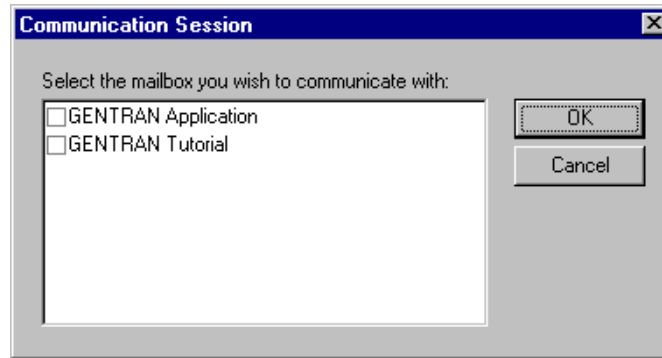 Communication Session
Select the mailbox you wish to communicate with:
GENTRAN Application
GENTRAN Tutorial
OK
Cancel